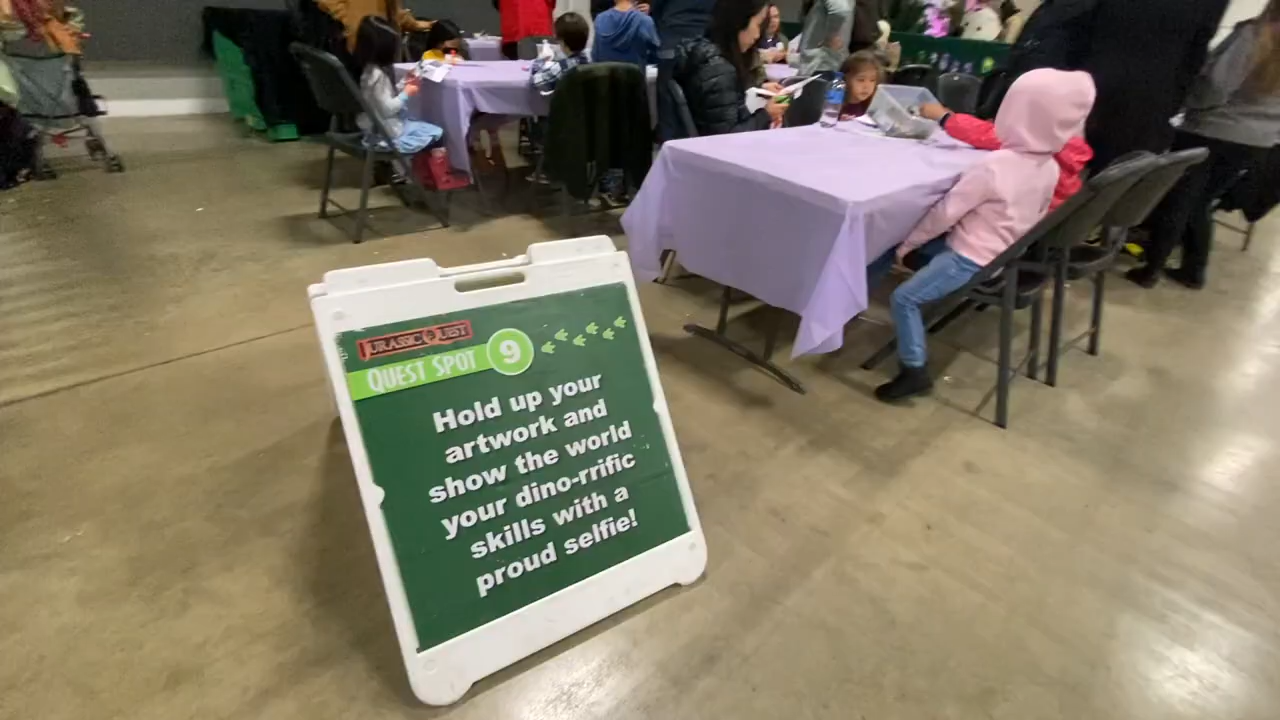 JURASSIC QUEST
QUEST SPOT 9
Hold up your
artwork and
show the world
your dino-rrific
skills with a
proud selfie!